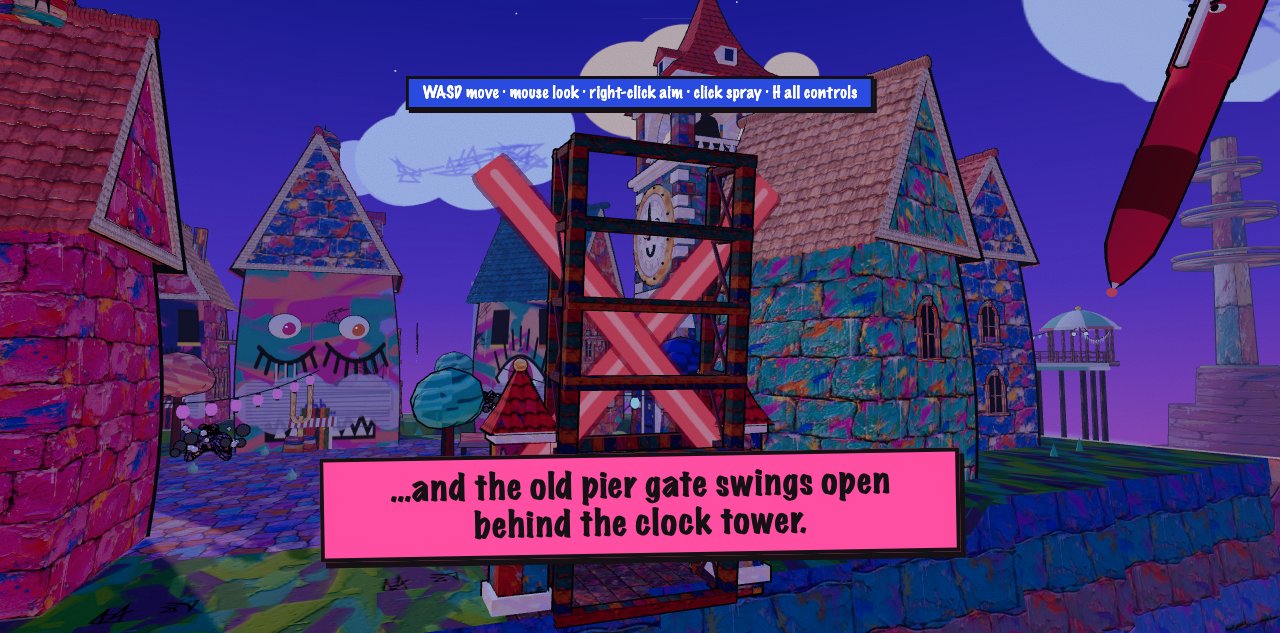 WASD move · mouse look · right-click aim · click spray · H all controls
...and the old pier gate swings open
behind the clock tower.